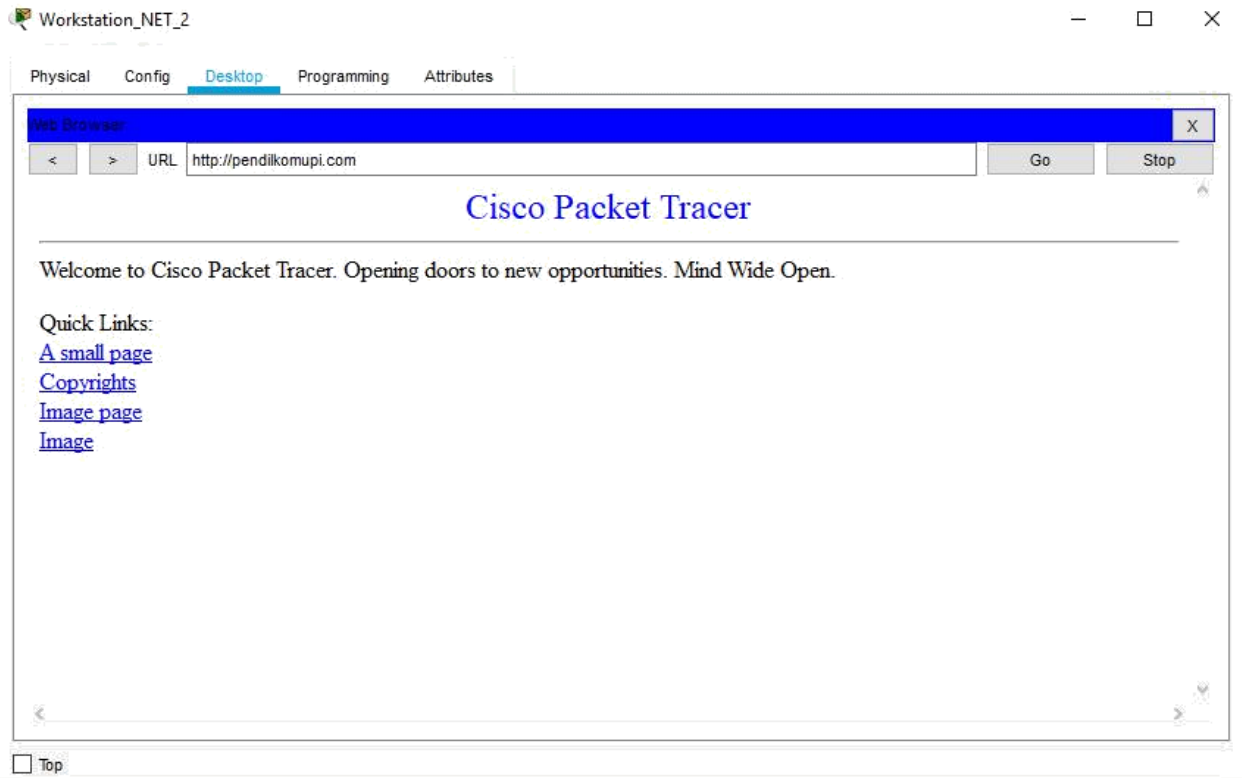 Workstation_NET_2
Physical Config Desktop Programming Attributes
Web Browser
X
< > URL http://pendilkomupi.com Go Stop
Cisco Packet Tracer
Welcome to Cisco Packet Tracer. Opening doors to new opportunities. Mind Wide Open.
Quick Links:
A small page
Copyrights
Image page
Image
Top